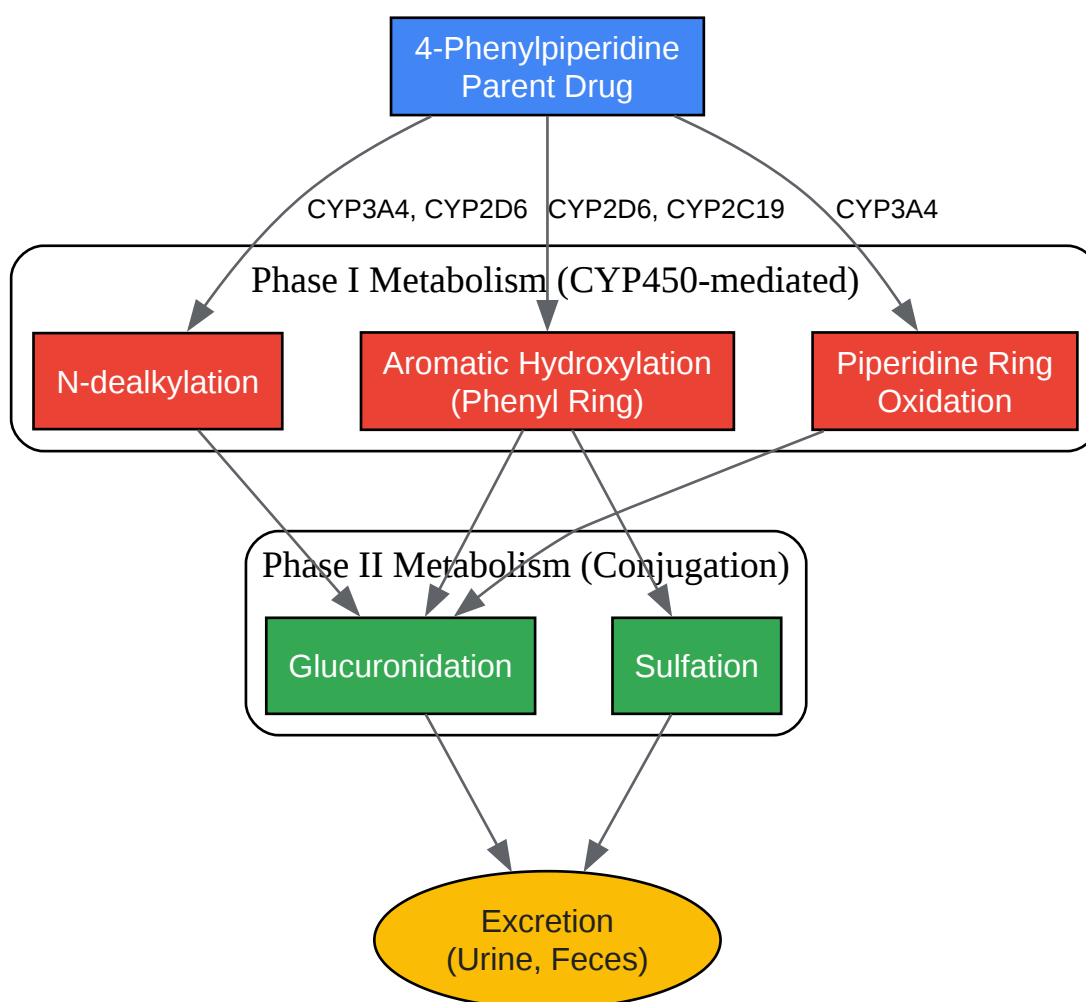 4-Phenylpiperidine
Parent Drug
CYP3A4, CYP2D6
CYP2D6, CYP2C19
CYP3A4
Phase I Metabolism (CYP450-mediated)
N-dealkylation
Aromatic Hydroxylation
(Phenyl Ring)
Piperidine Ring
Oxidation
Phase II Metabolism (Conjugation)
Glucuronidation
Sulfation
Excretion
(Urine, Feces)